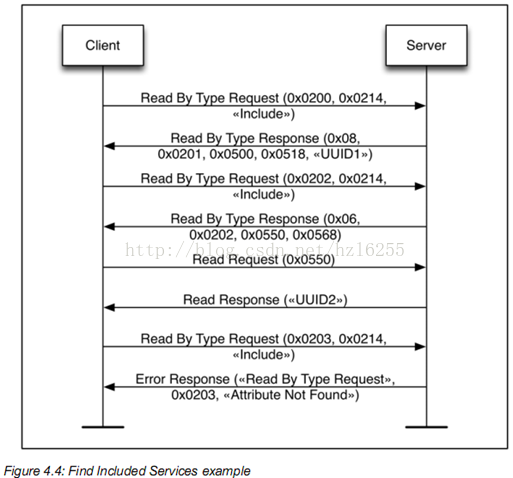 Client
Server
Read By Type Request (0x0200, 0x0214,
«Include»)
Read By Type Response (0x08,
0x0201, 0x0500, 0x0518, «UUID1»)
Read By Type Request (0x0202, 0x0214,
«Include»)
Read By Type Response (0x06,
0x0202, 0x0550, 0x0568)
http://blog.csdn.net/hzl6255
Read Request (0x0550)
Read Response («UUID2»)
Read By Type Request (0x0203, 0x0214,
«Include»)
Error Response («Read By Type Request»,
0x0203, «Attribute Not Found»)
Figure 4.4: Find Included Services example